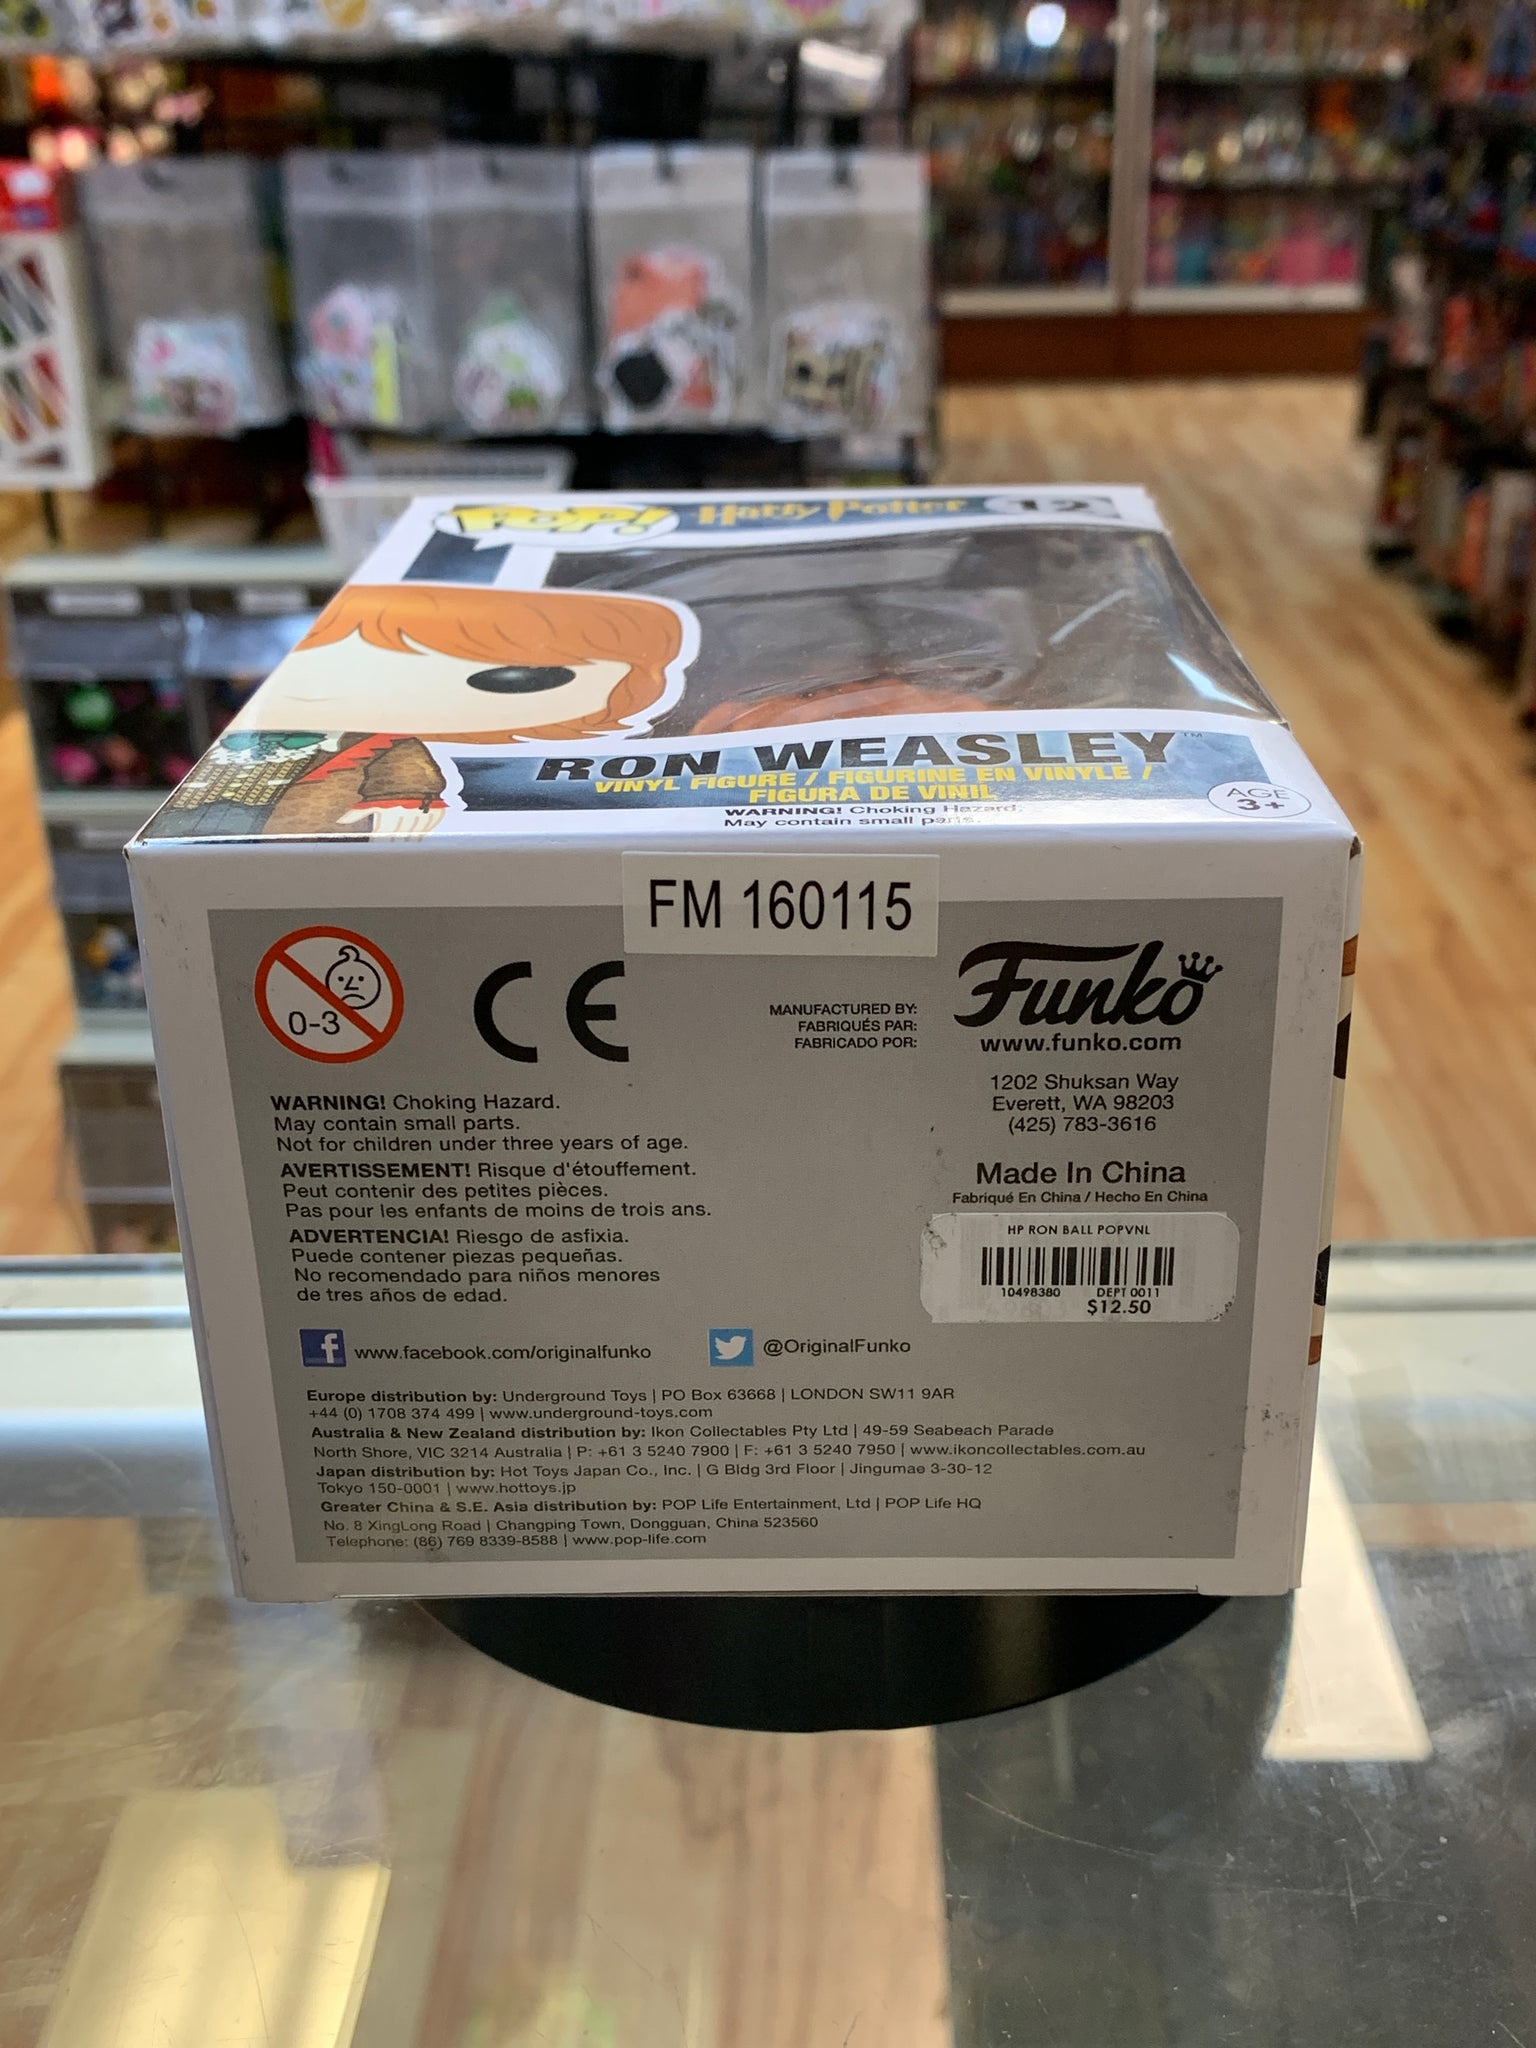 POP! Harry Potter 12
RON WEASLEY™
VINYL FIGURE / FIGURINE EN VINYLE /
FIGURA DE VINIL
WARNING! Choking Hazard.
May contain small parts.
AGE
3+
FM 160115
0-3
CE
MANUFACTURED BY:
FABRIQUÉS PAR:
FABRICADO POR:
Funko
www.funko.com
1202 Shuksan Way
Everett, WA 98203
(425) 783-3616
Made In China
Fabriqué En China / Hecho En China
WARNING! Choking Hazard.
May contain small parts.
Not for children under three years of age.
AVERTISSEMENT! Risque d'étouffement.
Peut contenir des petites pièces.
Pas pour les enfants de moins de trois ans.
ADVERTENCIA! Riesgo de asfixia.
Puede contener piezas pequeñas.
No recomendado para niños menores
de tres años de edad.
HP RON BALL POPVNL
10498380 DEPT 0011
$12.50
f www.facebook.com/originalfunko
@OriginalFunko
Europe distribution by: Underground Toys | PO Box 63668 | LONDON SW11 9AR
+44 (0) 1708 374 499 | www.underground-toys.com
Australia & New Zealand distribution by: Ikon Collectables Pty Ltd | 49-59 Seabeach Parade
North Shore, VIC 3214 Australia | P: +61 3 5240 7900 | F: +61 3 5240 7950 | www.ikoncollectables.com.au
Japan distribution by: Hot Toys Japan Co., Inc. | G Bldg 3rd Floor | Jingumae 3-30-12
Tokyo 150-0001 | www.hottoys.jp
Greater China & S.E. Asia distribution by: POP Life Entertainment, Ltd | POP Life HQ
No. 8 XingLong Road | Changping Town, Dongguan, China 523560
Telephone: (86) 769 8339-8588 | www.pop-life.com